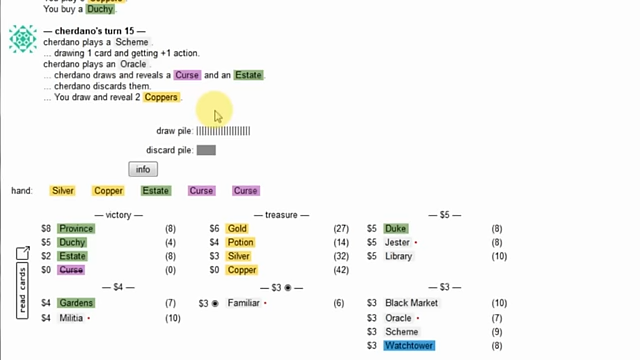 You buy a Duchy.
— cherdano's turn 15 —
cherdano plays a Scheme.
... drawing 1 card and getting +1 action.
cherdano plays an Oracle.
... cherdano draws and reveals a Curse and an Estate.
... cherdano discards them.
... You draw and reveal 2 Coppers.
draw pile:
discard pile:
info
hand: Silver Copper Estate Curse Curse
— victory —
$8 Province (8)
$5 Duchy (4)
$2 Estate (8)
$0 Curse (0)
— treasure —
$6 Gold (27)
$4 Potion (14)
$3 Silver (32)
$0 Copper (42)
— $5 —
$5 Duke (8)
$5 Jester (8)
$5 Library (10)
read cards
— $4 —
$4 Gardens (7)
$4 Militia (10)
— $3 ◉ —
$3 ◉ Familiar (6)
— $3 —
$3 Black Market (10)
$3 Oracle (7)
$3 Scheme (9)
$3 Watchtower (8)